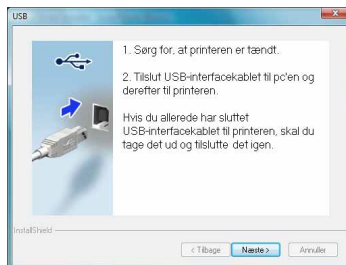 USB
1. Sørg for, at printeren er tændt.
2. Tilslut USB-interfacekablet til pc'en og
derefter til printeren.
Hvis du allerede har sluttet
USB-interfacekablet til printeren, skal du
tage det ud og tilslutte det igen.
InstallShield
< Tilbage
Næste >
Annuller